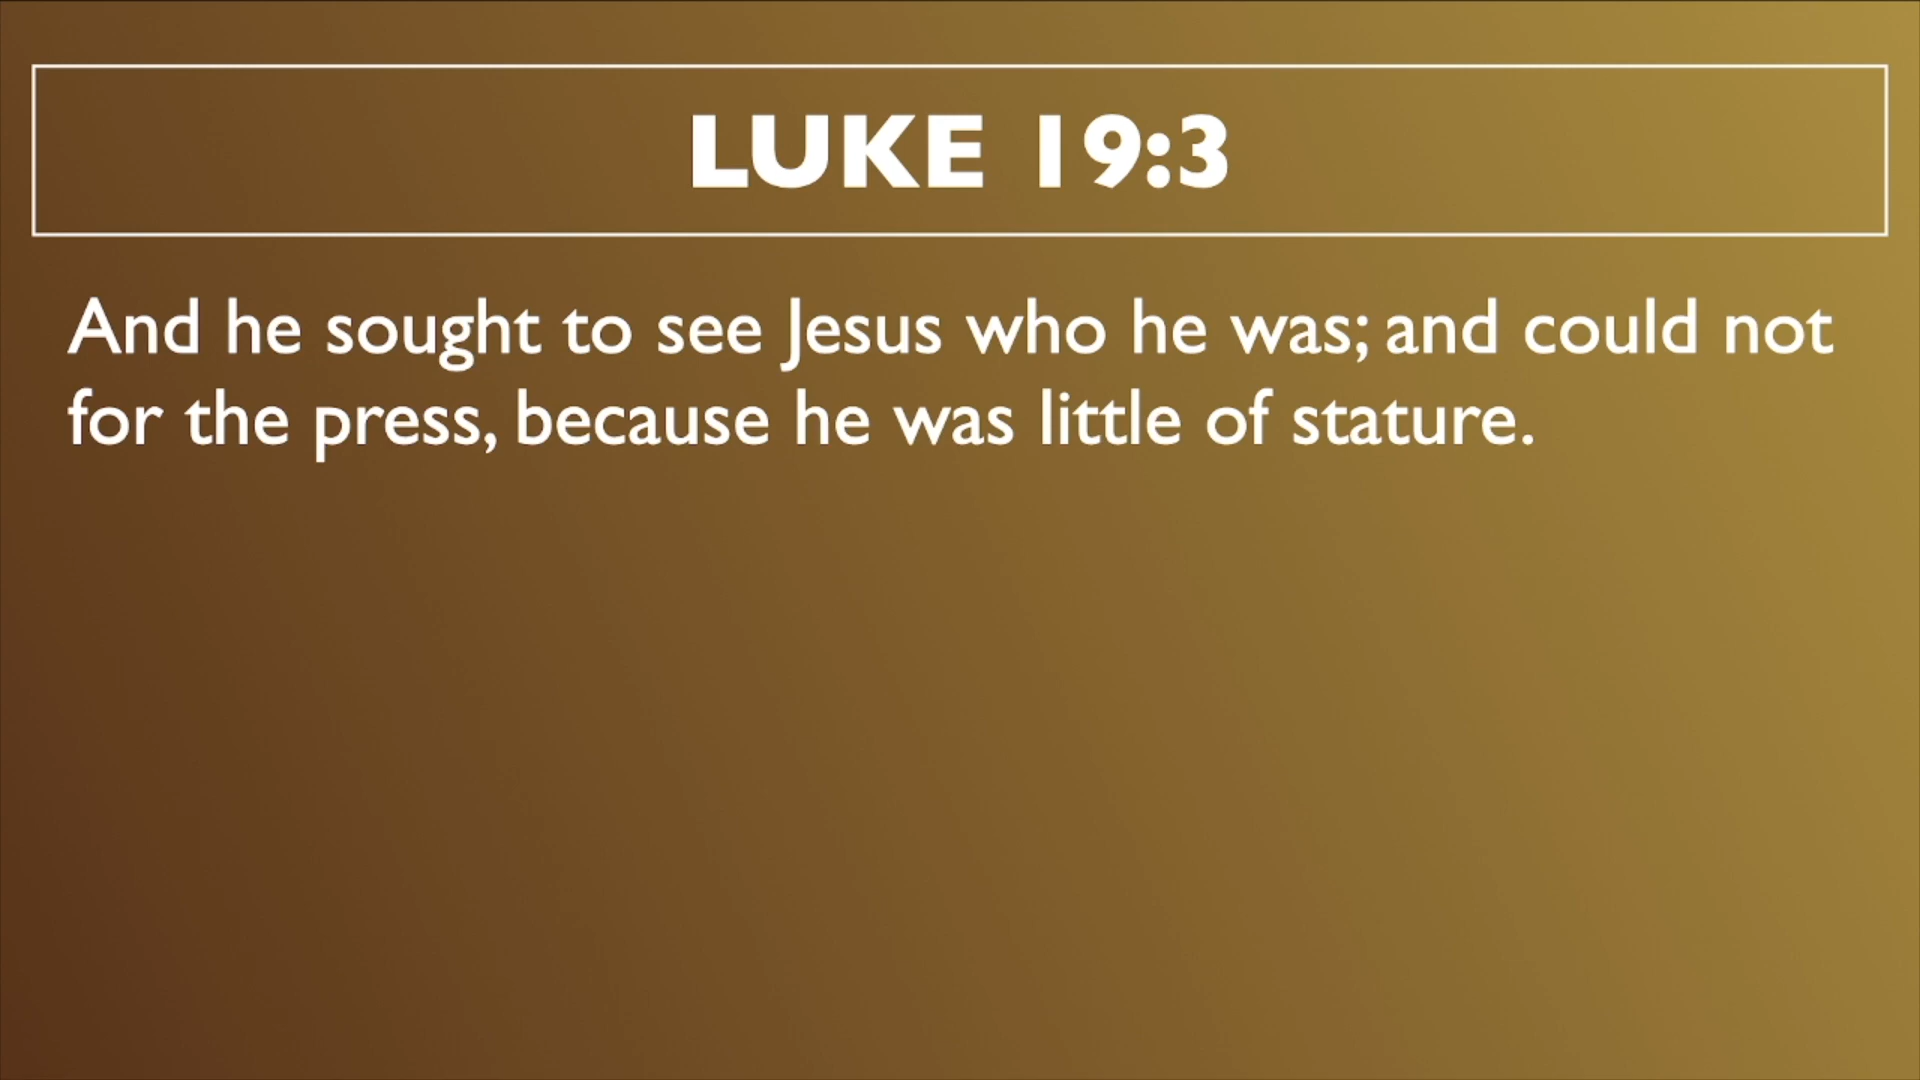 LUKE 19:3
And he sought to see Jesus who he was; and could not
for the press, because he was little of stature.